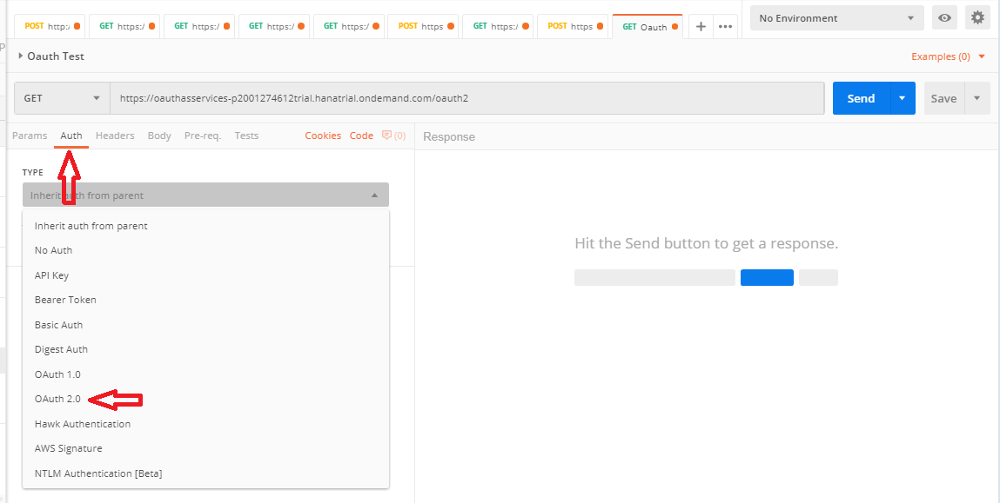 POST http:/ GET https:/ GET https:/ GET https:/ GET https:/ POST https GET https:/ POST https GET Oauth + ••• No Environment
Oauth Test Examples (0)
GET https://oauthasservices-p2001274612trial.hanatrial.ondemand.com/oauth2 Send Save
Params Auth Headers Body Pre-req. Tests Cookies Code (0) Response
TYPE
Inherit auth from parent
Inherit auth from parent
No Auth
API Key
Bearer Token
Basic Auth
Digest Auth
OAuth 1.0
OAuth 2.0
Hawk Authentication
AWS Signature
NTLM Authentication [Beta]
Hit the Send button to get a response.